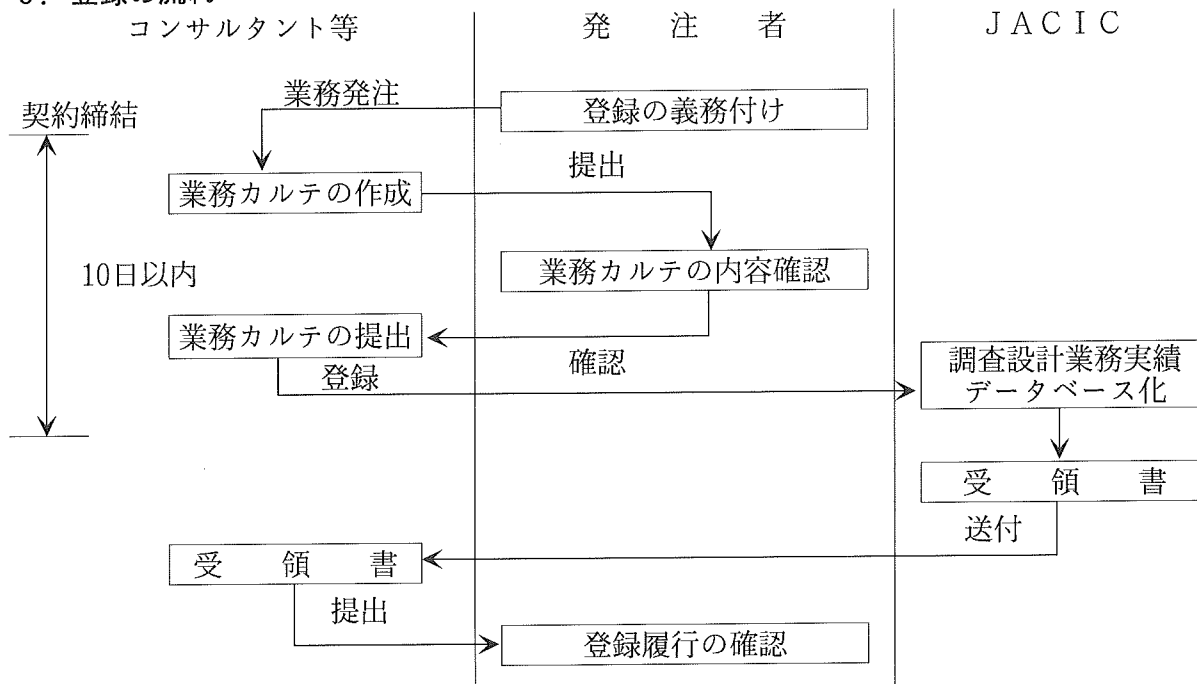 コンサルタント等
発 注 者
ＪＡＣＩＣ
契約締結
業務発注
登録の義務付け
業務カルテの作成
提出
10日以内
業務カルテの内容確認
業務カルテの提出
確認
登録
調査設計業務実績
データベース化
受 領 書
送付
受 領 書
提出
登録履行の確認